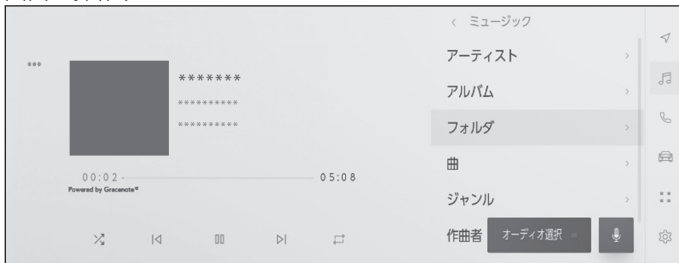 *******
**********
**********
00:02
05:08
Powered by Gracenote®
ミュージック
アーティスト
アルバム
フォルダ
曲
ジャンル
作曲者
オーディオ選択